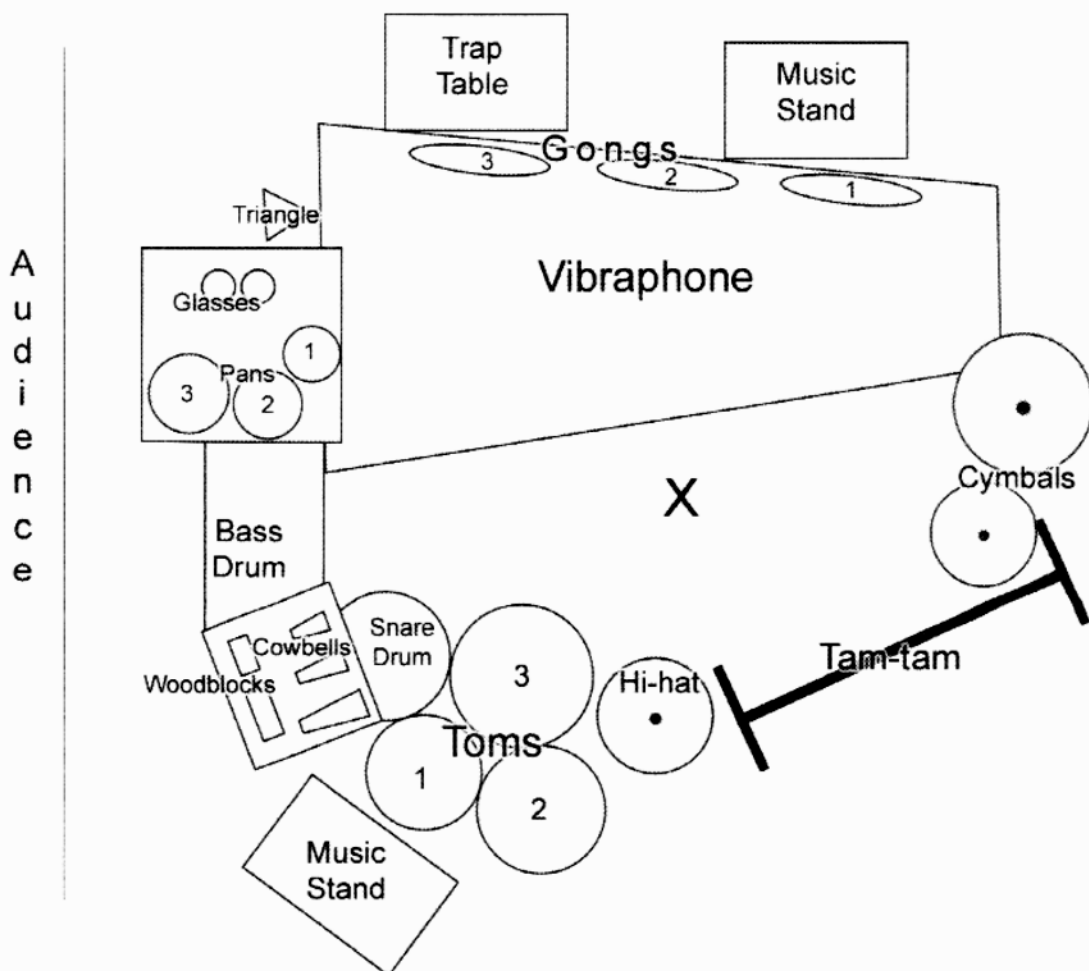 Trap
Table
Music
Stand
Gongs
3
2
1
Triangle
Vibraphone
Audience
Glasses
1
Pans
3
2
X
Cymbals
Bass
Drum
Snare
Drum
Cowbells
Woodblocks
3
Hi-hat
Tam-tam
Toms
1
2
Music
Stand